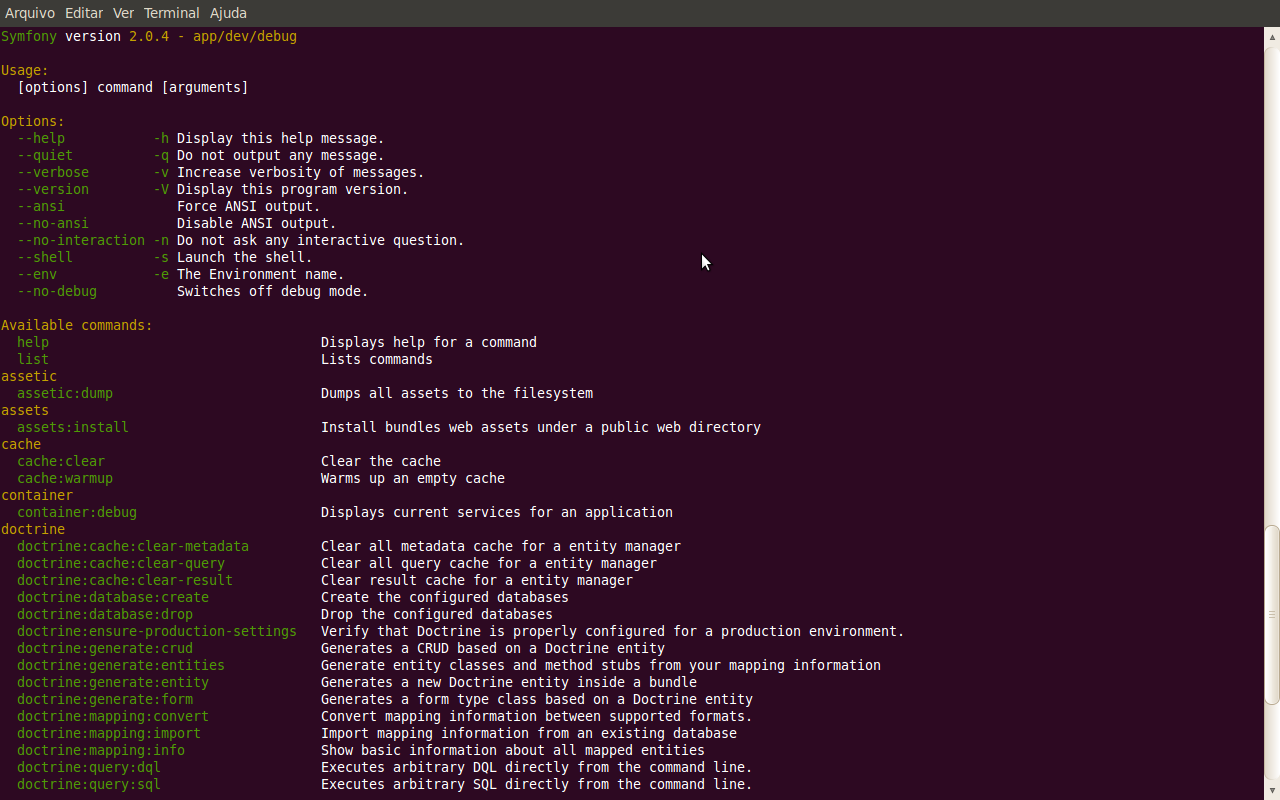 Arquivo Editar Ver Terminal Ajuda
Symfony version 2.0.4 - app/dev/debug
Usage:
[options] command [arguments]
Options:
--help -h Display this help message.
--quiet -q Do not output any message.
--verbose -v Increase verbosity of messages.
--version -V Display this program version.
--ansi Force ANSI output.
--no-ansi Disable ANSI output.
--no-interaction -n Do not ask any interactive question.
--shell -s Launch the shell.
--env -e The Environment name.
--no-debug Switches off debug mode.
Available commands:
help Displays help for a command
list Lists commands
assetic
assetic:dump Dumps all assets to the filesystem
assets
assets:install Install bundles web assets under a public web directory
cache
cache:clear Clear the cache
cache:warmup Warms up an empty cache
container
container:debug Displays current services for an application
doctrine
doctrine:cache:clear-metadata Clear all metadata cache for a entity manager
doctrine:cache:clear-query Clear all query cache for a entity manager
doctrine:cache:clear-result Clear result cache for a entity manager
doctrine:database:create Create the configured databases
doctrine:database:drop Drop the configured databases
doctrine:ensure-production-settings Verify that Doctrine is properly configured for a production environment.
doctrine:generate:crud Generates a CRUD based on a Doctrine entity
doctrine:generate:entities Generate entity classes and method stubs from your mapping information
doctrine:generate:entity Generates a new Doctrine entity inside a bundle
doctrine:generate:form Generates a form type class based on a Doctrine entity
doctrine:mapping:convert Convert mapping information between supported formats.
doctrine:mapping:import Import mapping information from an existing database
doctrine:mapping:info Show basic information about all mapped entities
doctrine:query:dql Executes arbitrary DQL directly from the command line.
doctrine:query:sql Executes arbitrary SQL directly from the command line.